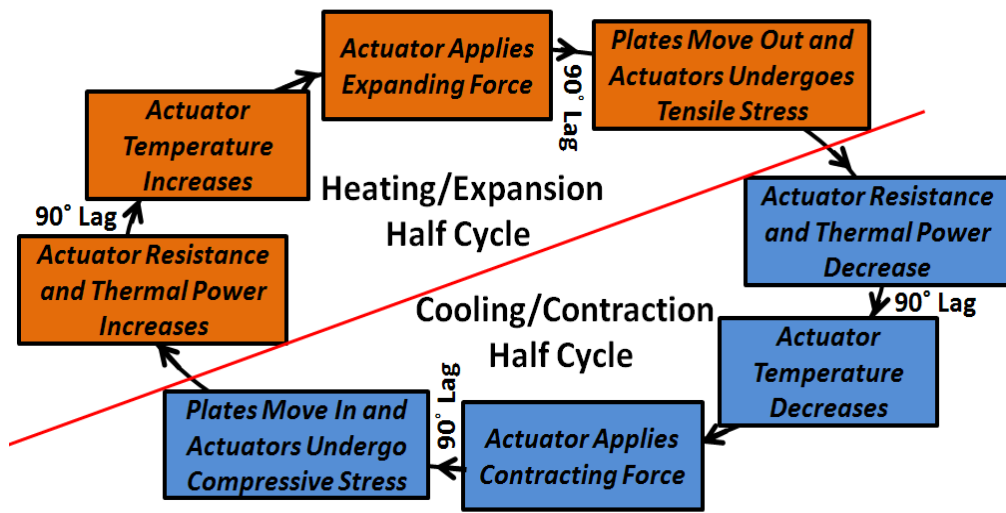 Actuator Applies
Expanding Force
90˚ Lag
Plates Move Out and
Actuators Undergoes
Tensile Stress
Actuator
Temperature
Increases
Heating/Expansion
Half Cycle
Actuator Resistance
and Thermal Power
Decrease
90˚ Lag
Actuator Resistance
and Thermal Power
Increases
90˚ Lag
Cooling/Contraction
Half Cycle
Actuator
Temperature
Decreases
90˚ Lag
Plates Move In and
Actuators Undergo
Compressive Stress
Actuator Applies
Contracting Force